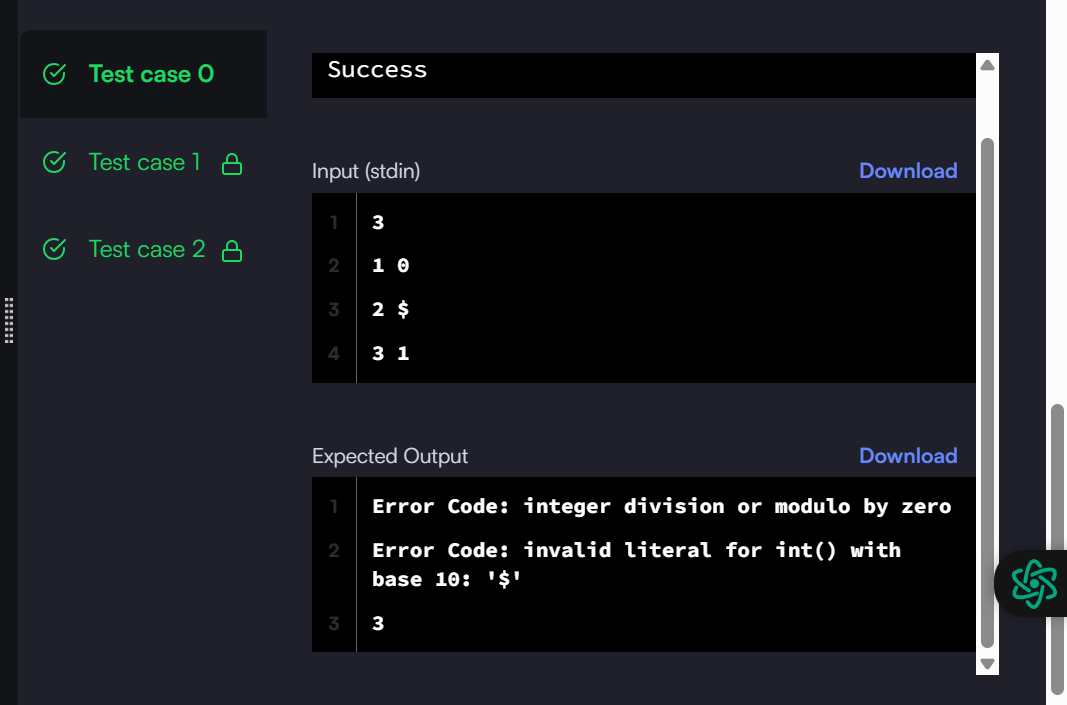 Test case 0
Test case 1
Test case 2
Success
Input (stdin)
Download
1 3
2 1 0
3 2 $
4 3 1
Expected Output
Download
1 Error Code: integer division or modulo by zero
2 Error Code: invalid literal for int() with
base 10: '$'
3 3